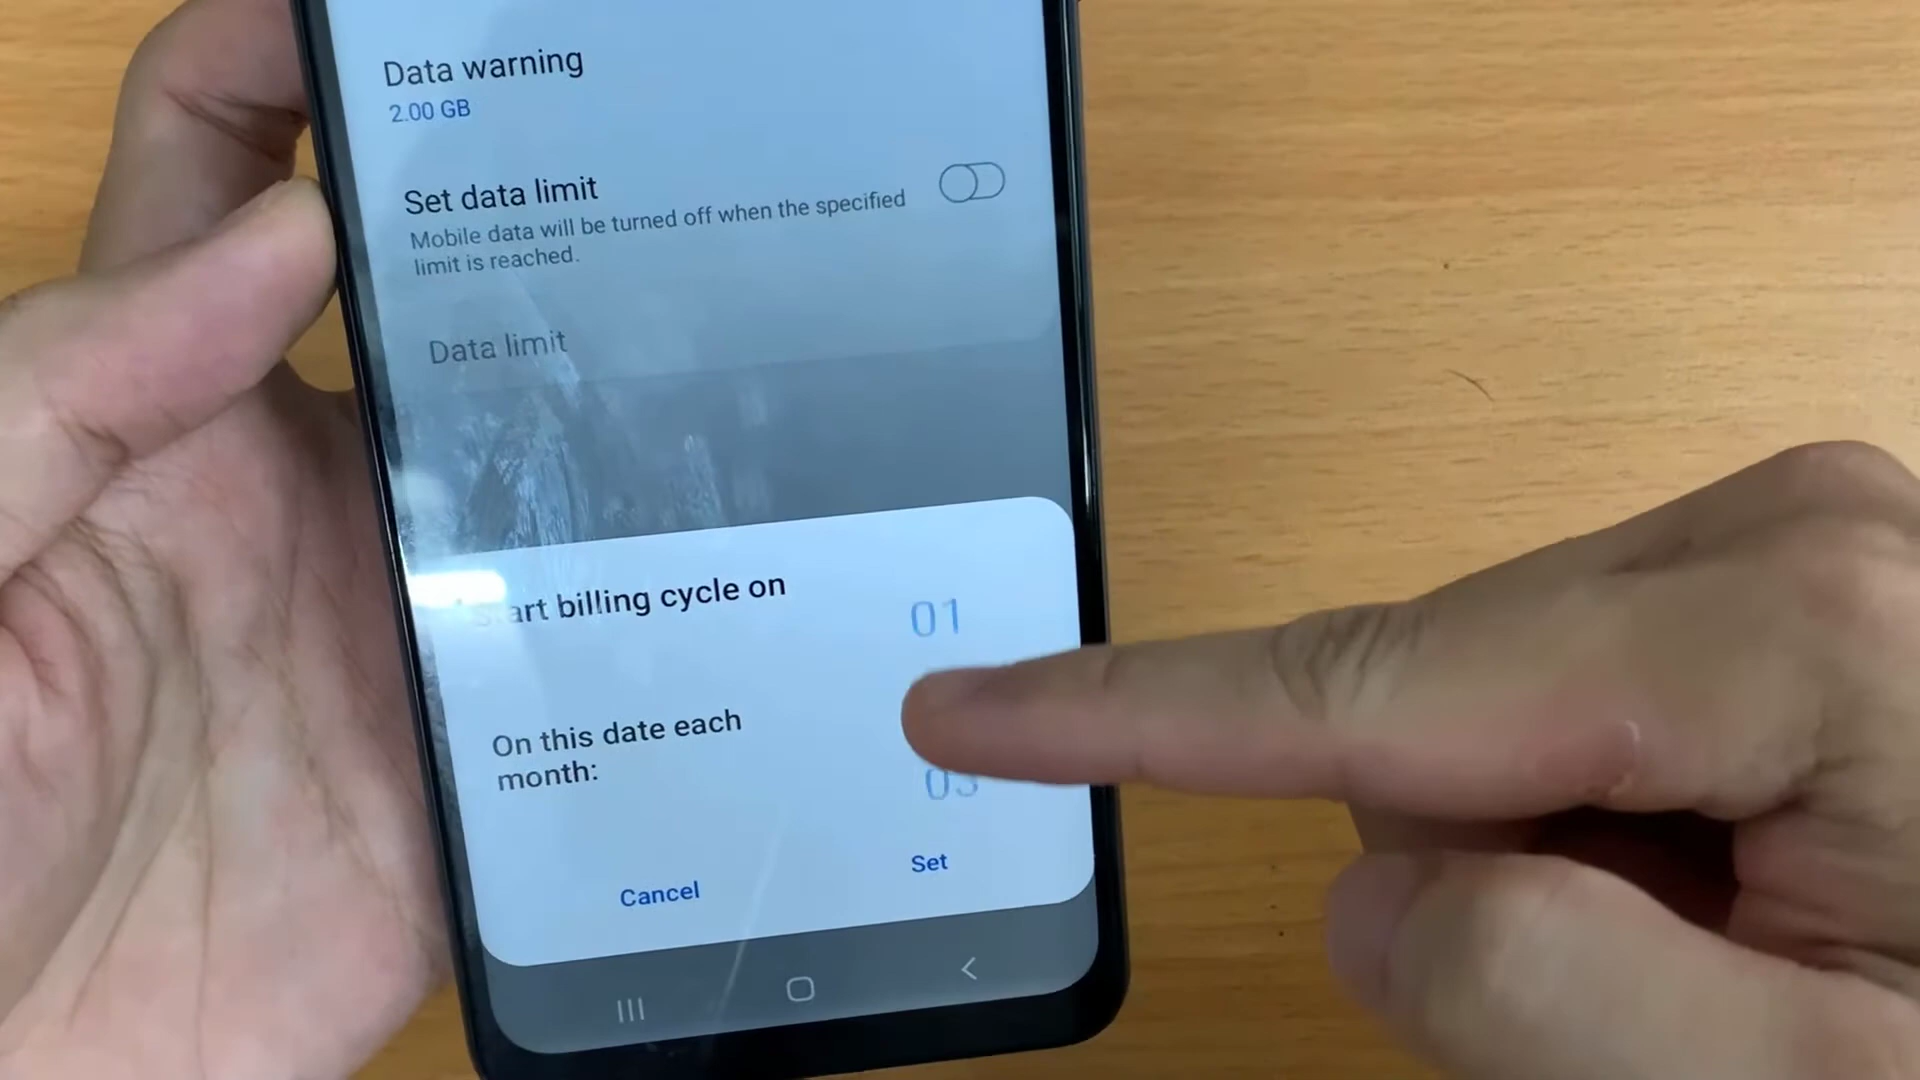 Data warning
2.00 GB
Set data limit
Mobile data will be turned off when the specified
limit is reached.
Data limit
Start billing cycle on
01
On this date each
month:
03
Cancel
Set